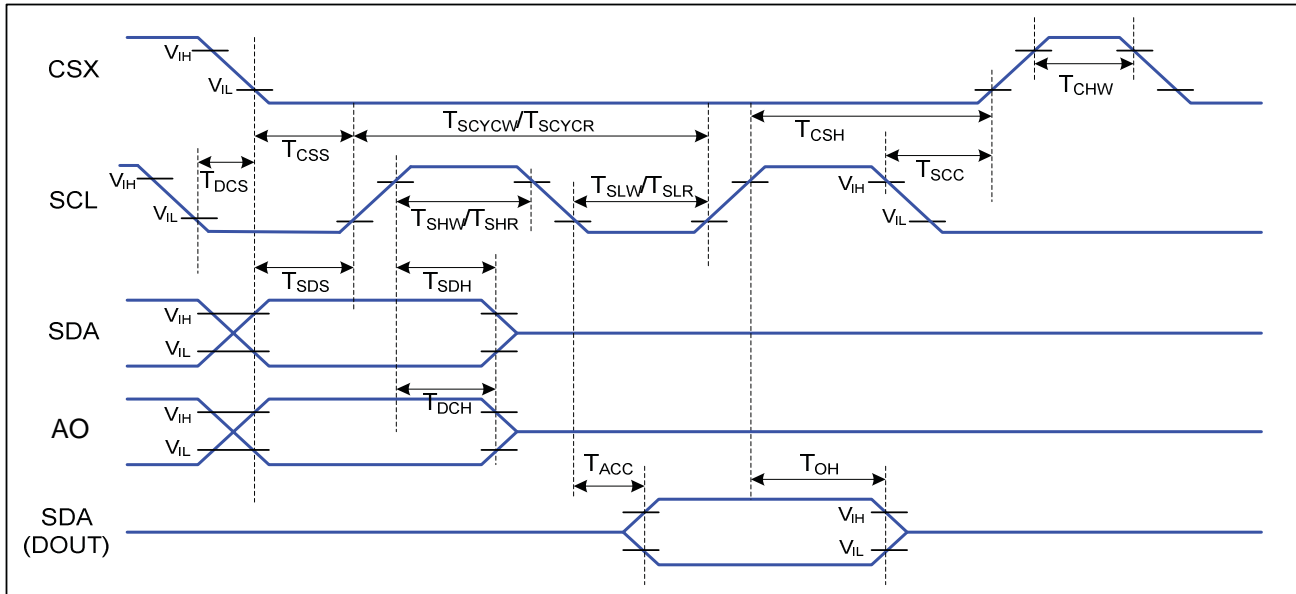 CSX
VIH
VIL
TCHW
TSCYCW/TSCYCR
TCSH
TCSS
TDCS
TSCC
SCL
VIH
VIL
TSLW/TSLR
VIH
VIL
TSHW/TSHR
TSDS
TSDH
SDA
VIH
VIL
TDCH
AO
VIH
VIL
TACC
TOH
SDA
(DOUT)
VIH
VIL